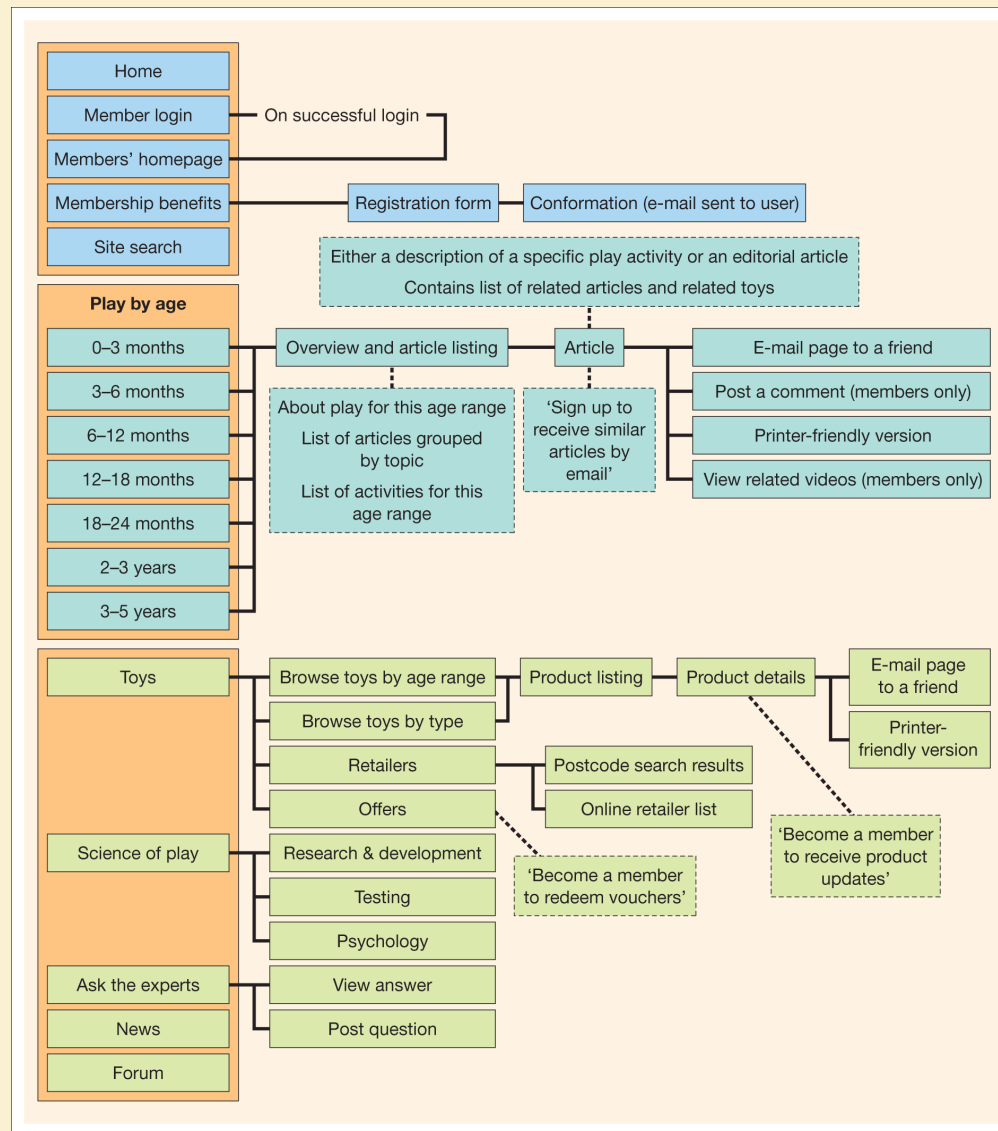 Home
Member login
On successful login
Members’ homepage
Membership benefits
Registration form
Conformation (e-mail sent to user)
Site search
Either a description of a specific play activity or an editorial article
Contains list of related articles and related toys
Play by age
0–3 months
Overview and article listing
Article
E-mail page to a friend
3–6 months
Post a comment (members only)
6–12 months
Printer-friendly version
12–18 months
View related videos (members only)
18–24 months
2–3 years
3–5 years
About play for this age range
List of articles grouped
by topic
List of activities for this
age range
‘Sign up to
receive similar
articles by
email’
Toys
Browse toys by age range
Product listing
Product details
E-mail page
to a friend
Browse toys by type
Printer-
friendly version
Retailers
Postcode search results
Offers
Online retailer list
‘Become a member
to redeem vouchers’
‘Become a member
to receive product
updates’
Science of play
Research & development
Testing
Psychology
Ask the experts
View answer
Post question
News
Forum